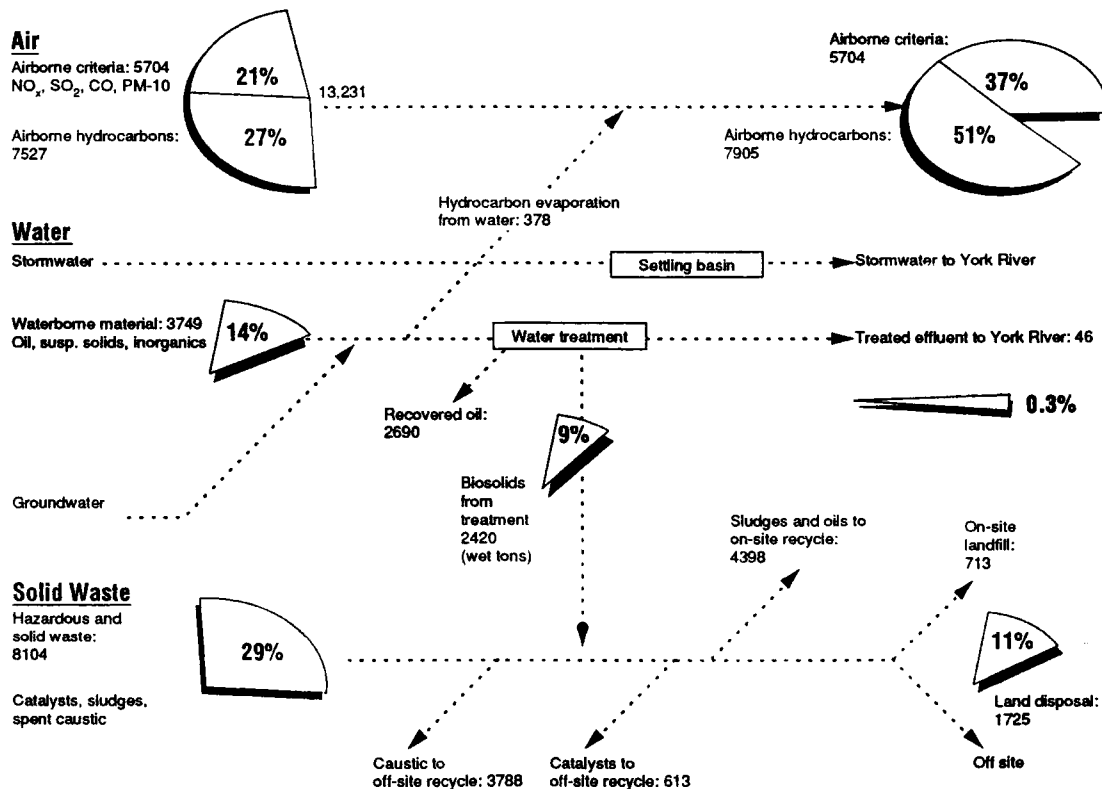 Air
Airborne criteria: 5704
NOx, SO2, CO, PM-10
21%
13,231
Airborne hydrocarbons:
7527
27%
Airborne criteria:
5704
37%
Airborne hydrocarbons:
7905
51%
Hydrocarbon evaporation
from water: 378
Water
Stormwater
Settling basin
Stormwater to York River
Waterborne material: 3749
Oil, susp. solids, inorganics
14%
Water treatment
Treated effluent to York River: 46
0.3%
Recovered oil:
2690
9%
Biosolids
from
treatment
2420
(wet tons)
Groundwater
Sludges and oils to
on-site recycle:
4398
On-site
landfill:
713
Solid Waste
Hazardous and
solid waste:
8104
29%
Catalysts, sludges,
spent caustic
11%
Land disposal:
1725
Caustic to
off-site recycle: 3788
Catalysts to
off-site recycle: 613
Off site